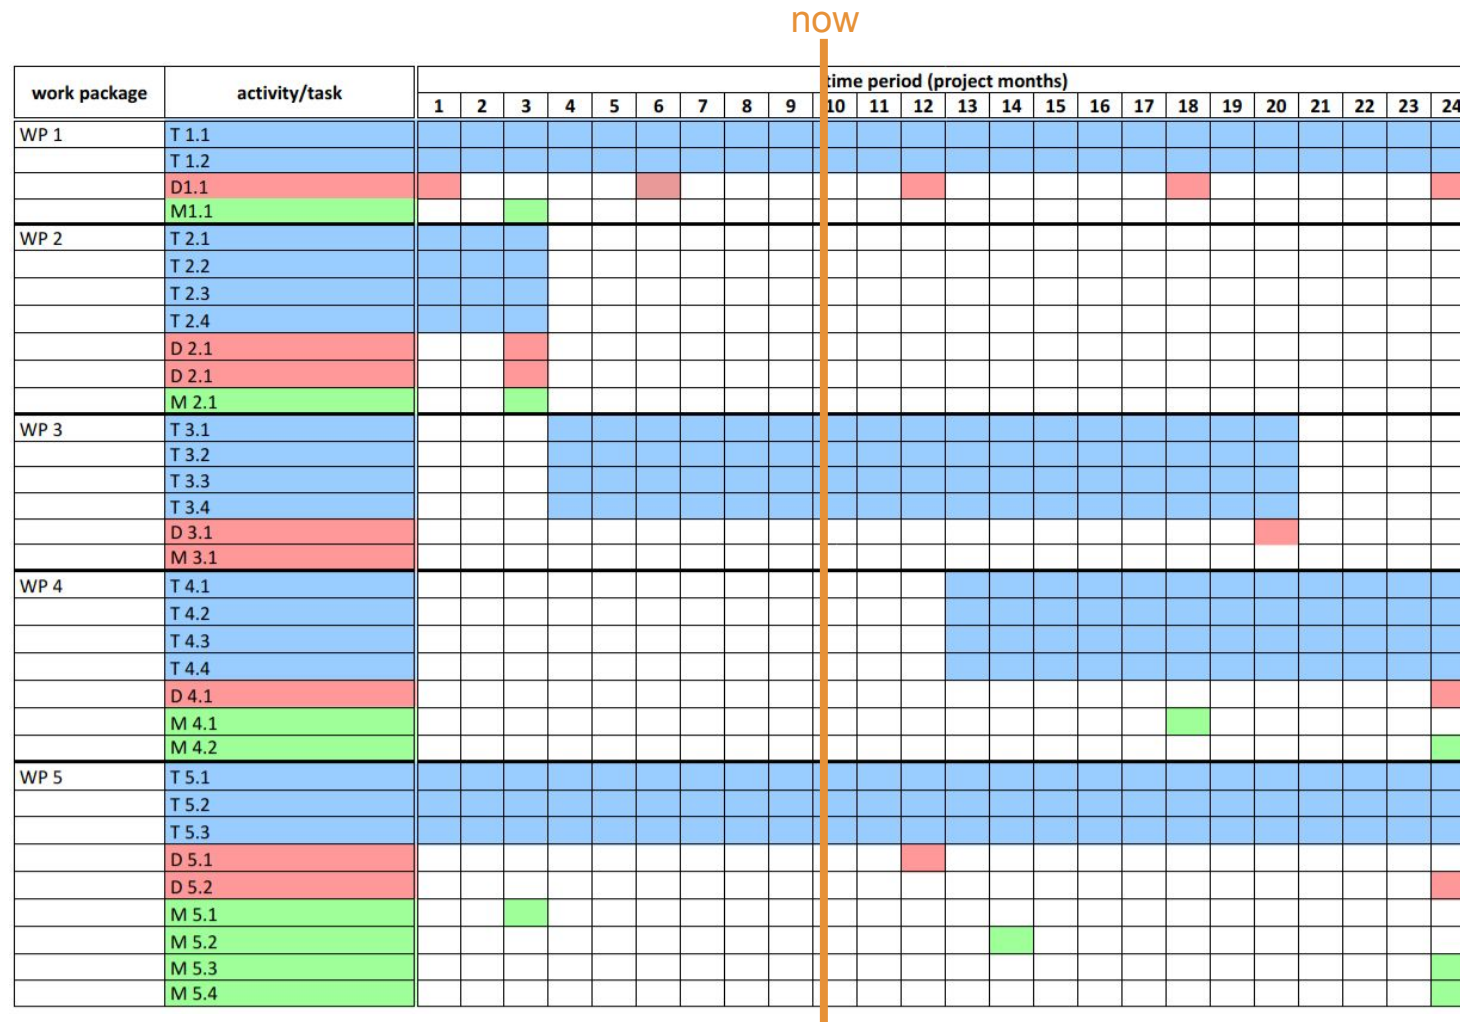 now
work package activity/task time period (project months)
1 2 3 4 5 6 7 8 9 10 11 12 13 14 15 16 17 18 19 20 21 22 23 24
WP 1 T 1.1
T 1.2
D1.1
M1.1
WP 2 T 2.1
T 2.2
T 2.3
T 2.4
D 2.1
D 2.1
M 2.1
WP 3 T 3.1
T 3.2
T 3.3
T 3.4
D 3.1
M 3.1
WP 4 T 4.1
T 4.2
T 4.3
T 4.4
D 4.1
M 4.1
M 4.2
WP 5 T 5.1
T 5.2
T 5.3
D 5.1
D 5.2
M 5.1
M 5.2
M 5.3
M 5.4